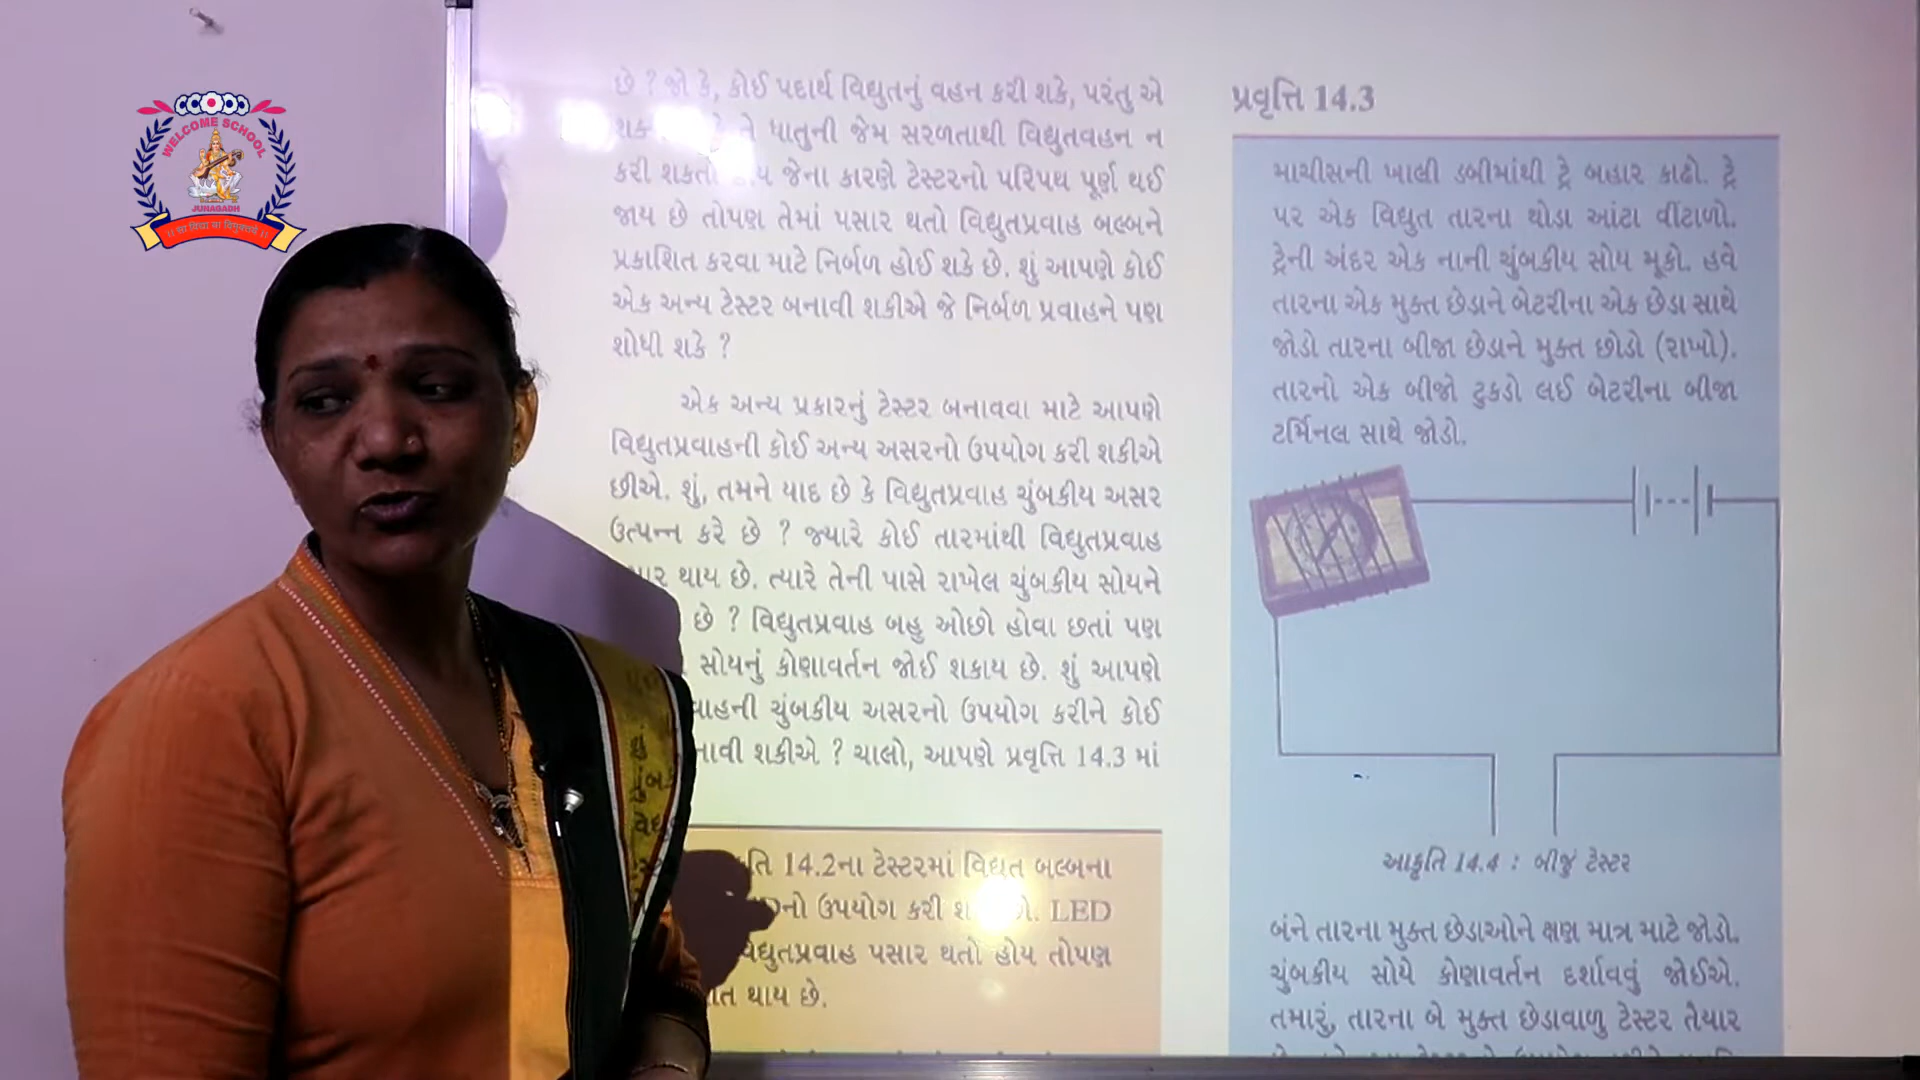 WELCOME SCHOOL
JUNAGADH
।। सा विद्या या विमुक्तये ।।
છે ? જો કે, કોઈ પદાર્થ વિદ્યુતનું વહન કરી શકે, પરંતુ એ
તે ધાતુની જેમ સરળતાથી વિદ્યુતવહન ન
કરી શકતો જેના કારણે ટેસ્ટરનો પરિપથ પૂર્ણ થઈ
જાય છે તોપણ તેમાં પસાર થતો વિદ્યુતપ્રવાહ બલ્બને
પ્રકાશિત કરવા માટે નિર્બળ હોઈ શકે છે. શું આપણે કોઈ
એક અન્ય ટેસ્ટર બનાવી શકીએ જે નિર્બળ પ્રવાહને પણ
શોધી શકે ?
એક અન્ય પ્રકારનું ટેસ્ટર બનાવવા માટે આપણે
વિદ્યુતપ્રવાહની કોઈ અન્ય અસરનો ઉપયોગ કરી શકીએ
છીએ. શું, તમને યાદ છે કે વિદ્યુતપ્રવાહ ચુંબકીય અસર
ઉત્પન્ન કરે છે ? જ્યારે કોઈ તારમાંથી વિદ્યુતપ્રવાહ
થાય છે. ત્યારે તેની પાસે રાખેલ ચુંબકીય સોયને
છે ? વિદ્યુતપ્રવાહ બહુ ઓછો હોવા છતાં પણ
સોયનું કોણાવર્તન જોઈ શકાય છે. શું આપણે
ચુંબકીય અસરનો ઉપયોગ કરીને કોઈ
શકીએ ? ચાલો, આપણે પ્રવૃત્તિ 14.3 માં
14.2ના ટેસ્ટરમાં વિદ્યુત બલ્બના
ઉપયોગ કરી LED
વિદ્યુતપ્રવાહ પસાર થતો હોય તોપણ
થાય છે.
પ્રવૃત્તિ 14.3
માચીસની ખાલી ડબીમાંથી ટ્રે બહાર કાઢો. ટ્રે
પર એક વિદ્યુત તારના થોડા આંટા વીંટાળો.
ટ્રેની અંદર એક નાની ચુંબકીય સોય મૂકો. હવે
તારના એક મુક્ત છેડાને બેટરીના એક છેડા સાથે
જોડો તારના બીજા છેડાને મુક્ત છોડો (રાખો).
તારનો એક બીજો ટુકડો લઈ બેટરીના બીજા
ટર્મિનલ સાથે જોડો.
આકૃતિ 14.4 : બીજું ટેસ્ટર
બંને તારના મુક્ત છેડાઓને ક્ષણ માત્ર માટે જોડો.
ચુંબકીય સોયે કોણાવર્તન દર્શાવવું જોઈએ.
તમારું, તારના બે મુક્ત છેડાવાળુ ટેસ્ટર તૈયાર